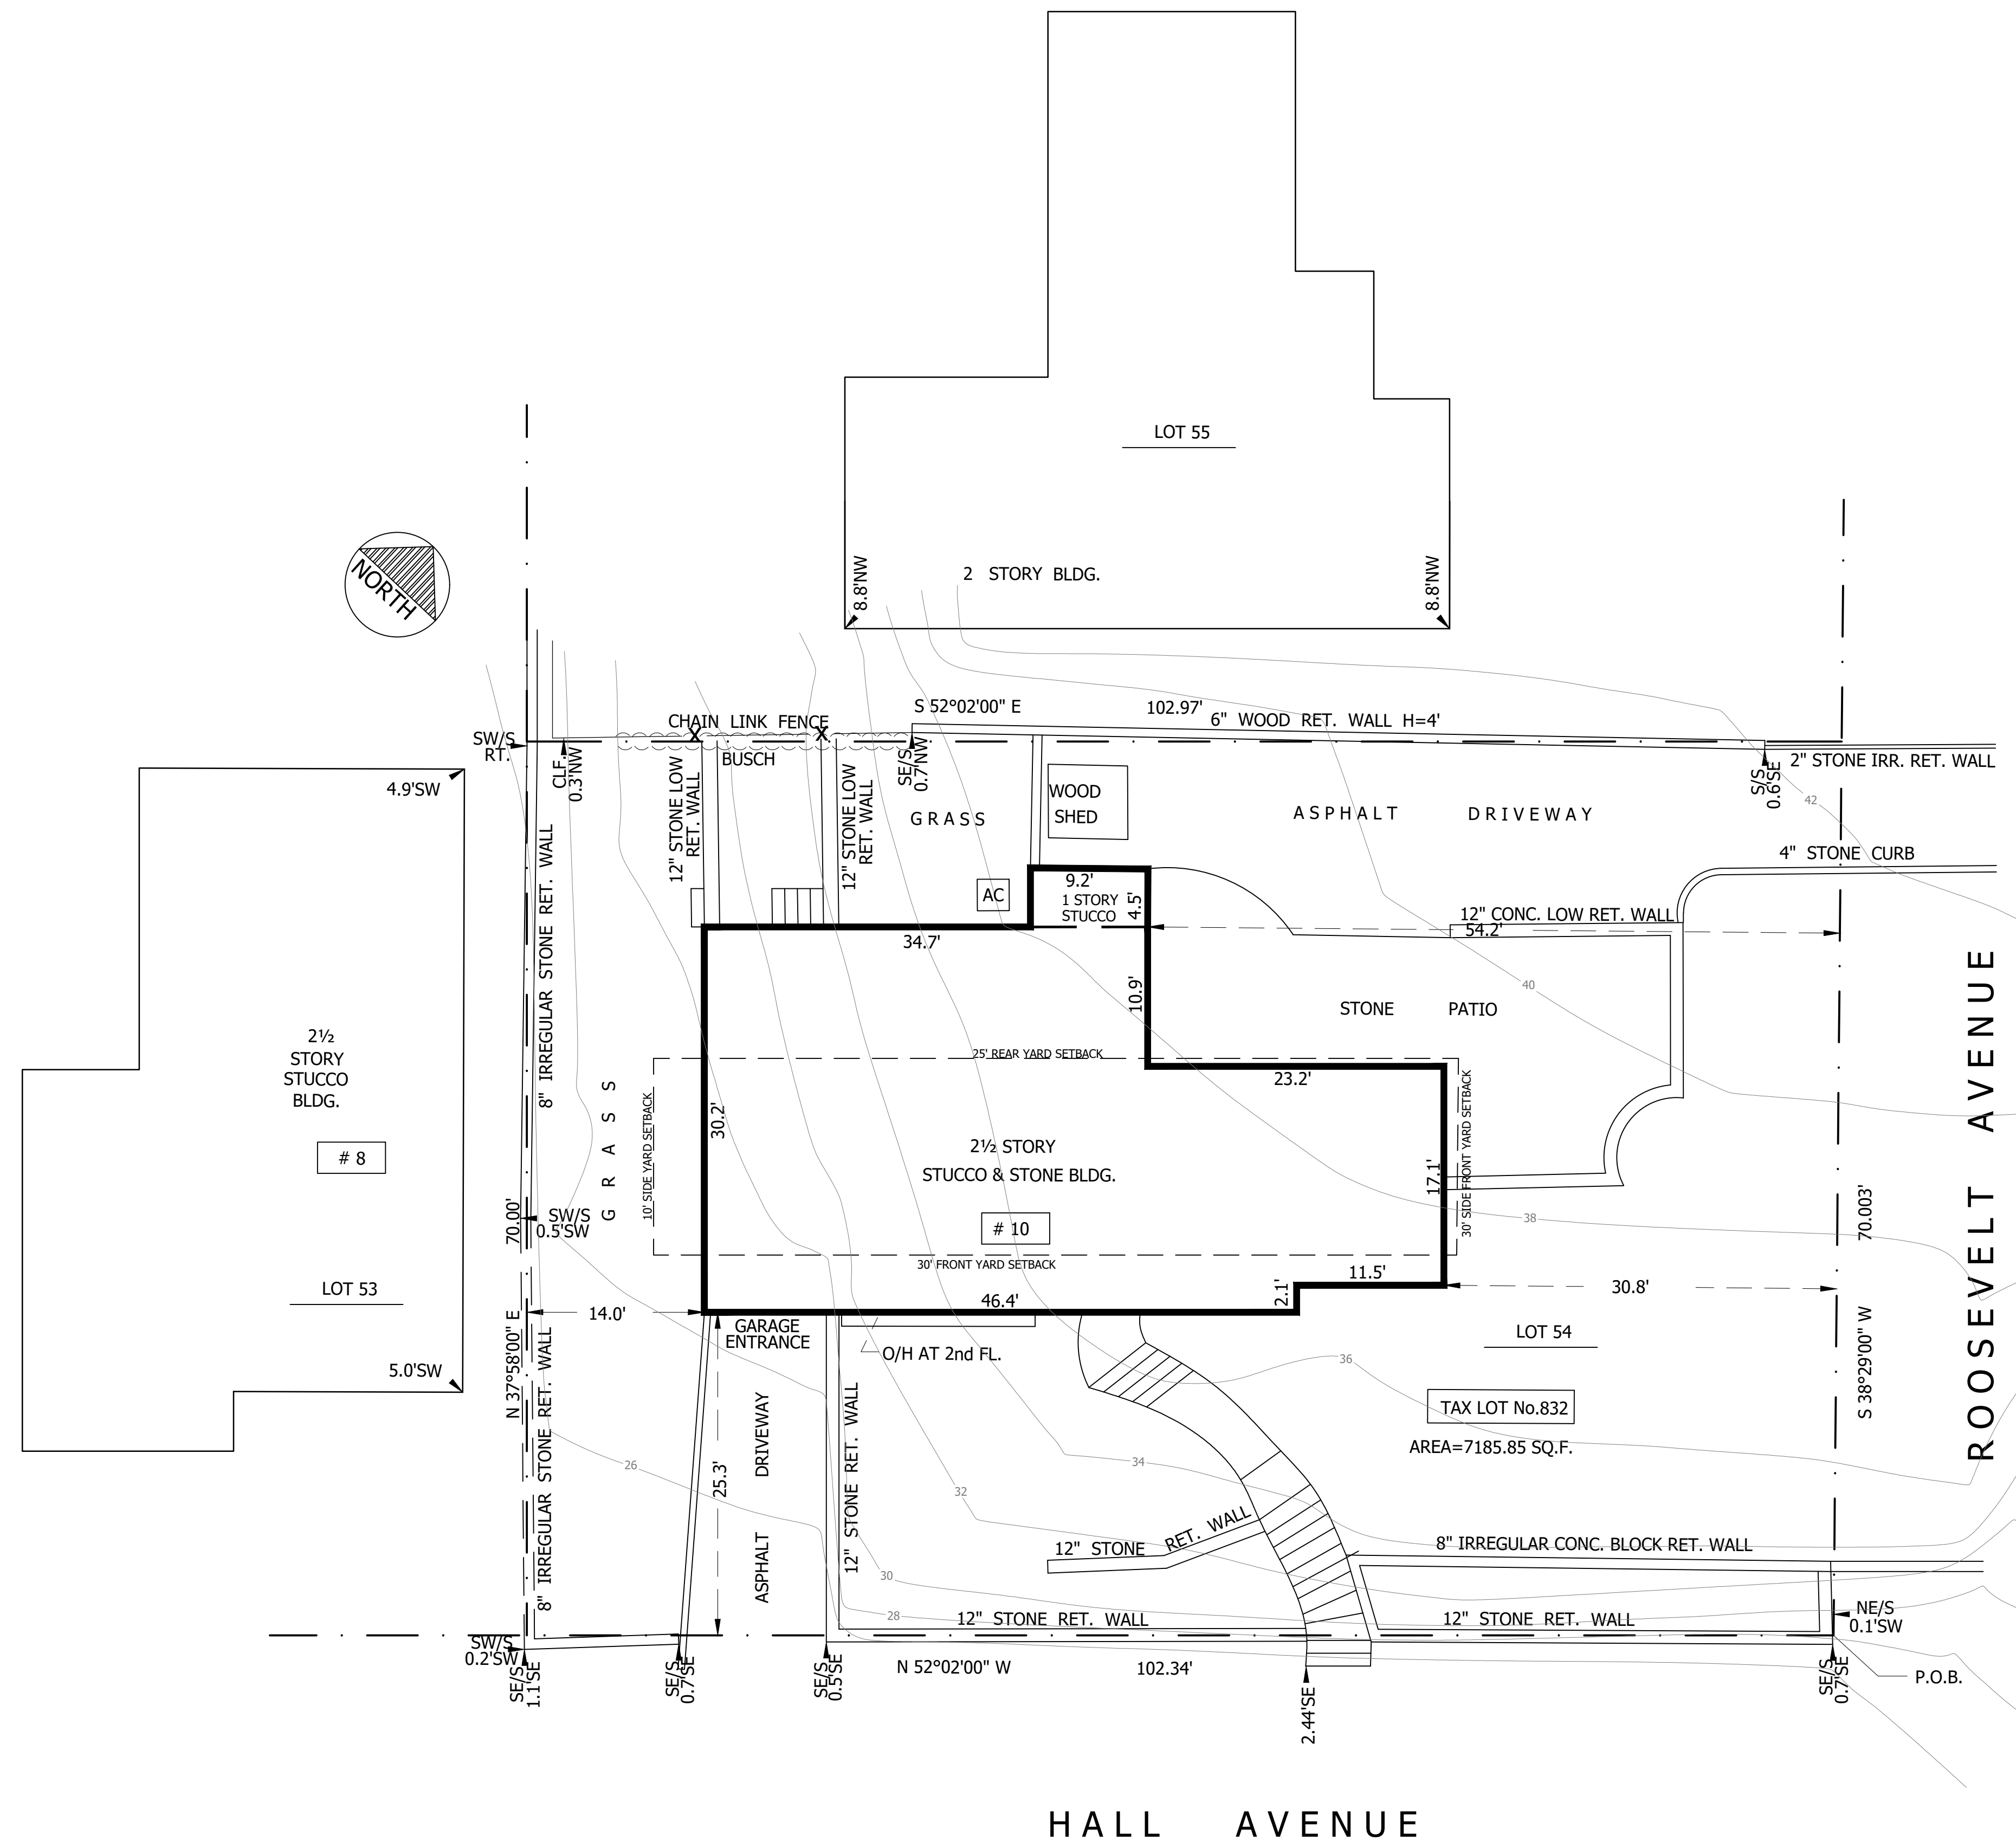 LOT 55
2 STORY BLDG.
8.8'NW
8.8'NW
NORTH
S 52°02'00" E
102.97'
6" WOOD RET. WALL H=4'
CHAIN LINK FENCE
X
X
BUSCH
SW/S
RT.
CLF.
0.3'NW
SE/S
0.7'NW
S/S
0.6'SE
2" STONE IRR. RET. WALL
42
4.9'SW
12" STONE LOW
RET. WALL
12" STONE LOW
RET. WALL
GRASS
WOOD
SHED
ASPHALT DRIVEWAY
4" STONE CURB
8" IRREGULAR STONE RET. WALL
AC
9.2'
1 STORY
STUCCO
4.5'
12" CONC. LOW RET. WALL
54.2'
34.7'
10.9'
40
STONE PATIO
ROOSEVELT AVENUE
2½
STORY
STUCCO
BLDG.
# 8
LOT 53
5.0'SW
GRASS
25' REAR YARD SETBACK
10' SIDE YARD SETBACK
30' SIDE FRONT YARD SETBACK
30' FRONT YARD SETBACK
23.2'
30.2'
2½ STORY
STUCCO & STONE BLDG.
# 10
17.1'
38
70.00'
N 37°58'00" E
SW/S
0.5'SW
70.003'
S 38°29'00" W
11.5'
2.1'
46.4'
30.8'
14.0'
GARAGE
ENTRANCE
O/H AT 2nd FL.
LOT 54
36
TAX LOT No.832
AREA=7185.85 SQ.F.
8" IRREGULAR STONE RET. WALL
26
25.3'
ASPHALT DRIVEWAY
12" STONE RET. WALL
34
32
30
28
12" STONE RET. WALL
8" IRREGULAR CONC. BLOCK RET. WALL
12" STONE RET. WALL
12" STONE RET. WALL
NE/S
0.1'SW
SW/S
0.2'SW
SE/S
1.1'SE
SE/S
0.7'SE
SE/S
0.5'SE
N 52°02'00" W
102.34'
2.44'SE
SE/S
0.7'SE
P.O.B.
HALL AVENUE